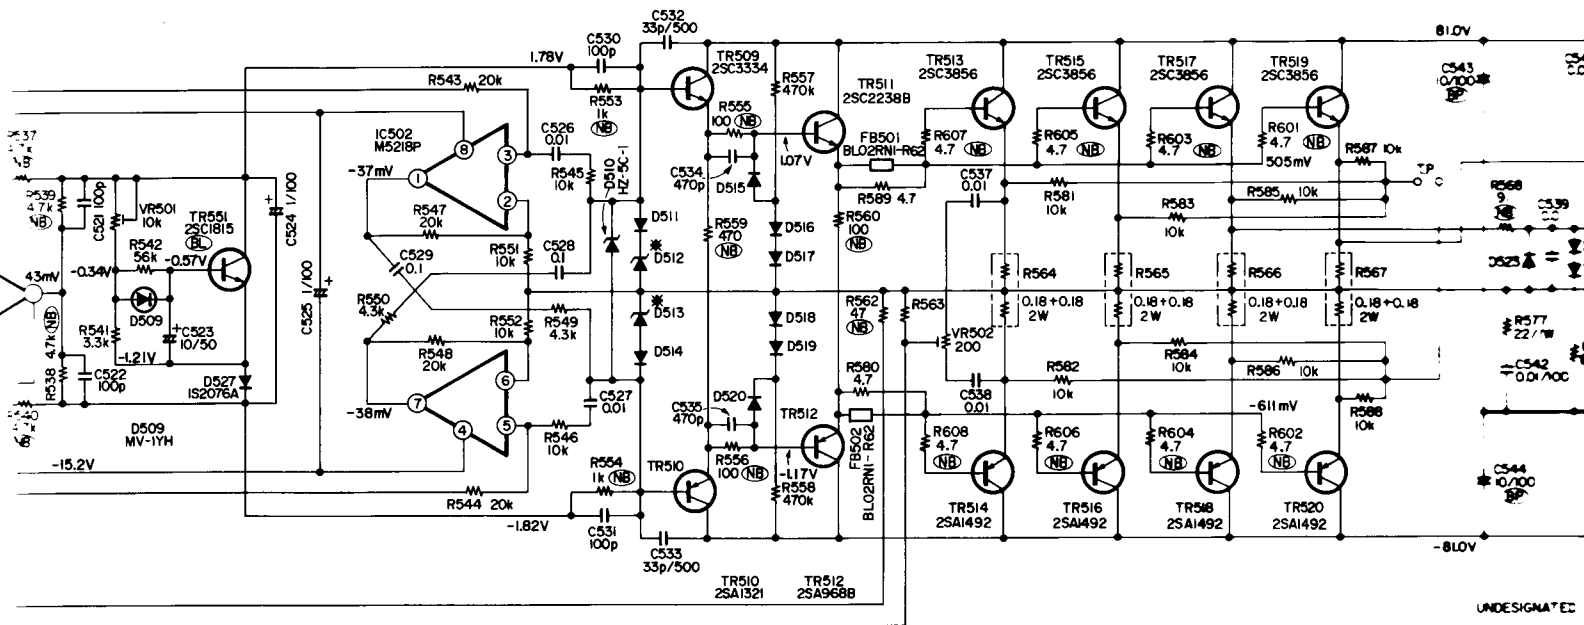 C532
33p/500
C530
100p
1.78V
R543 20k
R553
1k
NB
TR509
2SC3334
R555
100
NB
R557
470k
TR511
2SC2238B
1.07V
FB501
BL02RN1-R62
R589 4.7
TR513
2SC3856
TR515
2SC3856
TR517
2SC3856
TR519
2SC3856
81.0V
C543
10/100
BP
R607
4.7
NB
R605
4.7
NB
R603
4.7
NB
R601
4.7
NB
505mV
R587 10k
IC502
M5218P
8
3
1
2
-37mV
C526
0.01
R545
10k
D510
HZ-5C-1
C534
470p
D515
C537
0.01
R581
10k
R583
10k
R585
10k
R568
C539
R539
4.7k
NB
C521 100p
VR501
10k
TR551
2SC1815
BL
C524 1/100
R542
56k
-0.34V
-0.57V
43mV
D509
R541
3.3k
C523
10/50
-1.21V
R538 4.7k
NB
C522
100p
D527
IS2076A
D509
MV-1YH
C525 1/100
R547
20k
R551
10k
C528
0.1
C529
0.1
R550
4.3k
R552
10k
R549
4.3k
R548
20k
D511
D512
D513
D514
R559
470
NB
D516
D517
D518
D519
R560
100
NB
R562
47
NB
R563
VR502
200
R564
0.18+0.18
2W
R565
0.18+0.18
2W
R566
0.18+0.18
2W
R567
0.18+0.18
2W
R577
C542
0.01/100
6
7
4
5
-38mV
C527
0.01
R546
10k
D520
C535
470p
R580
4.7
C538
0.01
R582
10k
R584
10k
R586
10k
R588
10k
-611mV
-15.2V
R544 20k
R554
1k
NB
TR510
R556
100
NB
TR512
-1.17V
R558
470k
FB502
BL02RN1-R62
R608
4.7
NB
R606
4.7
NB
R604
4.7
NB
R602
4.7
NB
C544
10/100
BP
-1.82V
C531
100p
C533
33p/500
TR514
2SA1492
TR516
2SA1492
TR518
2SA1492
TR520
2SA1492
-81.0V
TR510
2SA1321
TR512
2SA968B
UNDESIGNATED